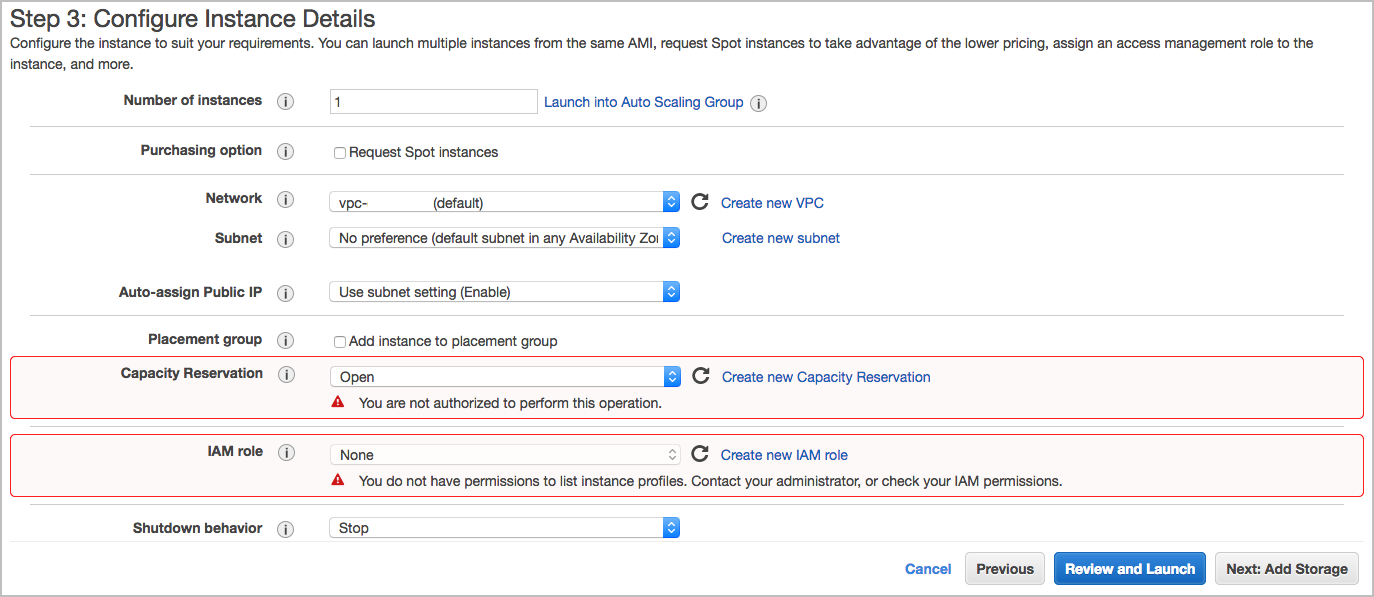 Step 3: Configure Instance Details
Configure the instance to suit your requirements. You can launch multiple instances from the same AMI, request Spot instances to take advantage of the lower pricing, assign an access management role to the
instance, and more.
Number of instances i 1 Launch into Auto Scaling Group i
Purchasing option i Request Spot instances
Network i vpc- (default) Create new VPC
Subnet i No preference (default subnet in any Availability Zo Create new subnet
Auto-assign Public IP i Use subnet setting (Enable)
Placement group i Add instance to placement group
Capacity Reservation i Open Create new Capacity Reservation
You are not authorized to perform this operation.
IAM role i None Create new IAM role
You do not have permissions to list instance profiles. Contact your administrator, or check your IAM permissions.
Shutdown behavior i Stop
Cancel Previous Review and Launch Next: Add Storage